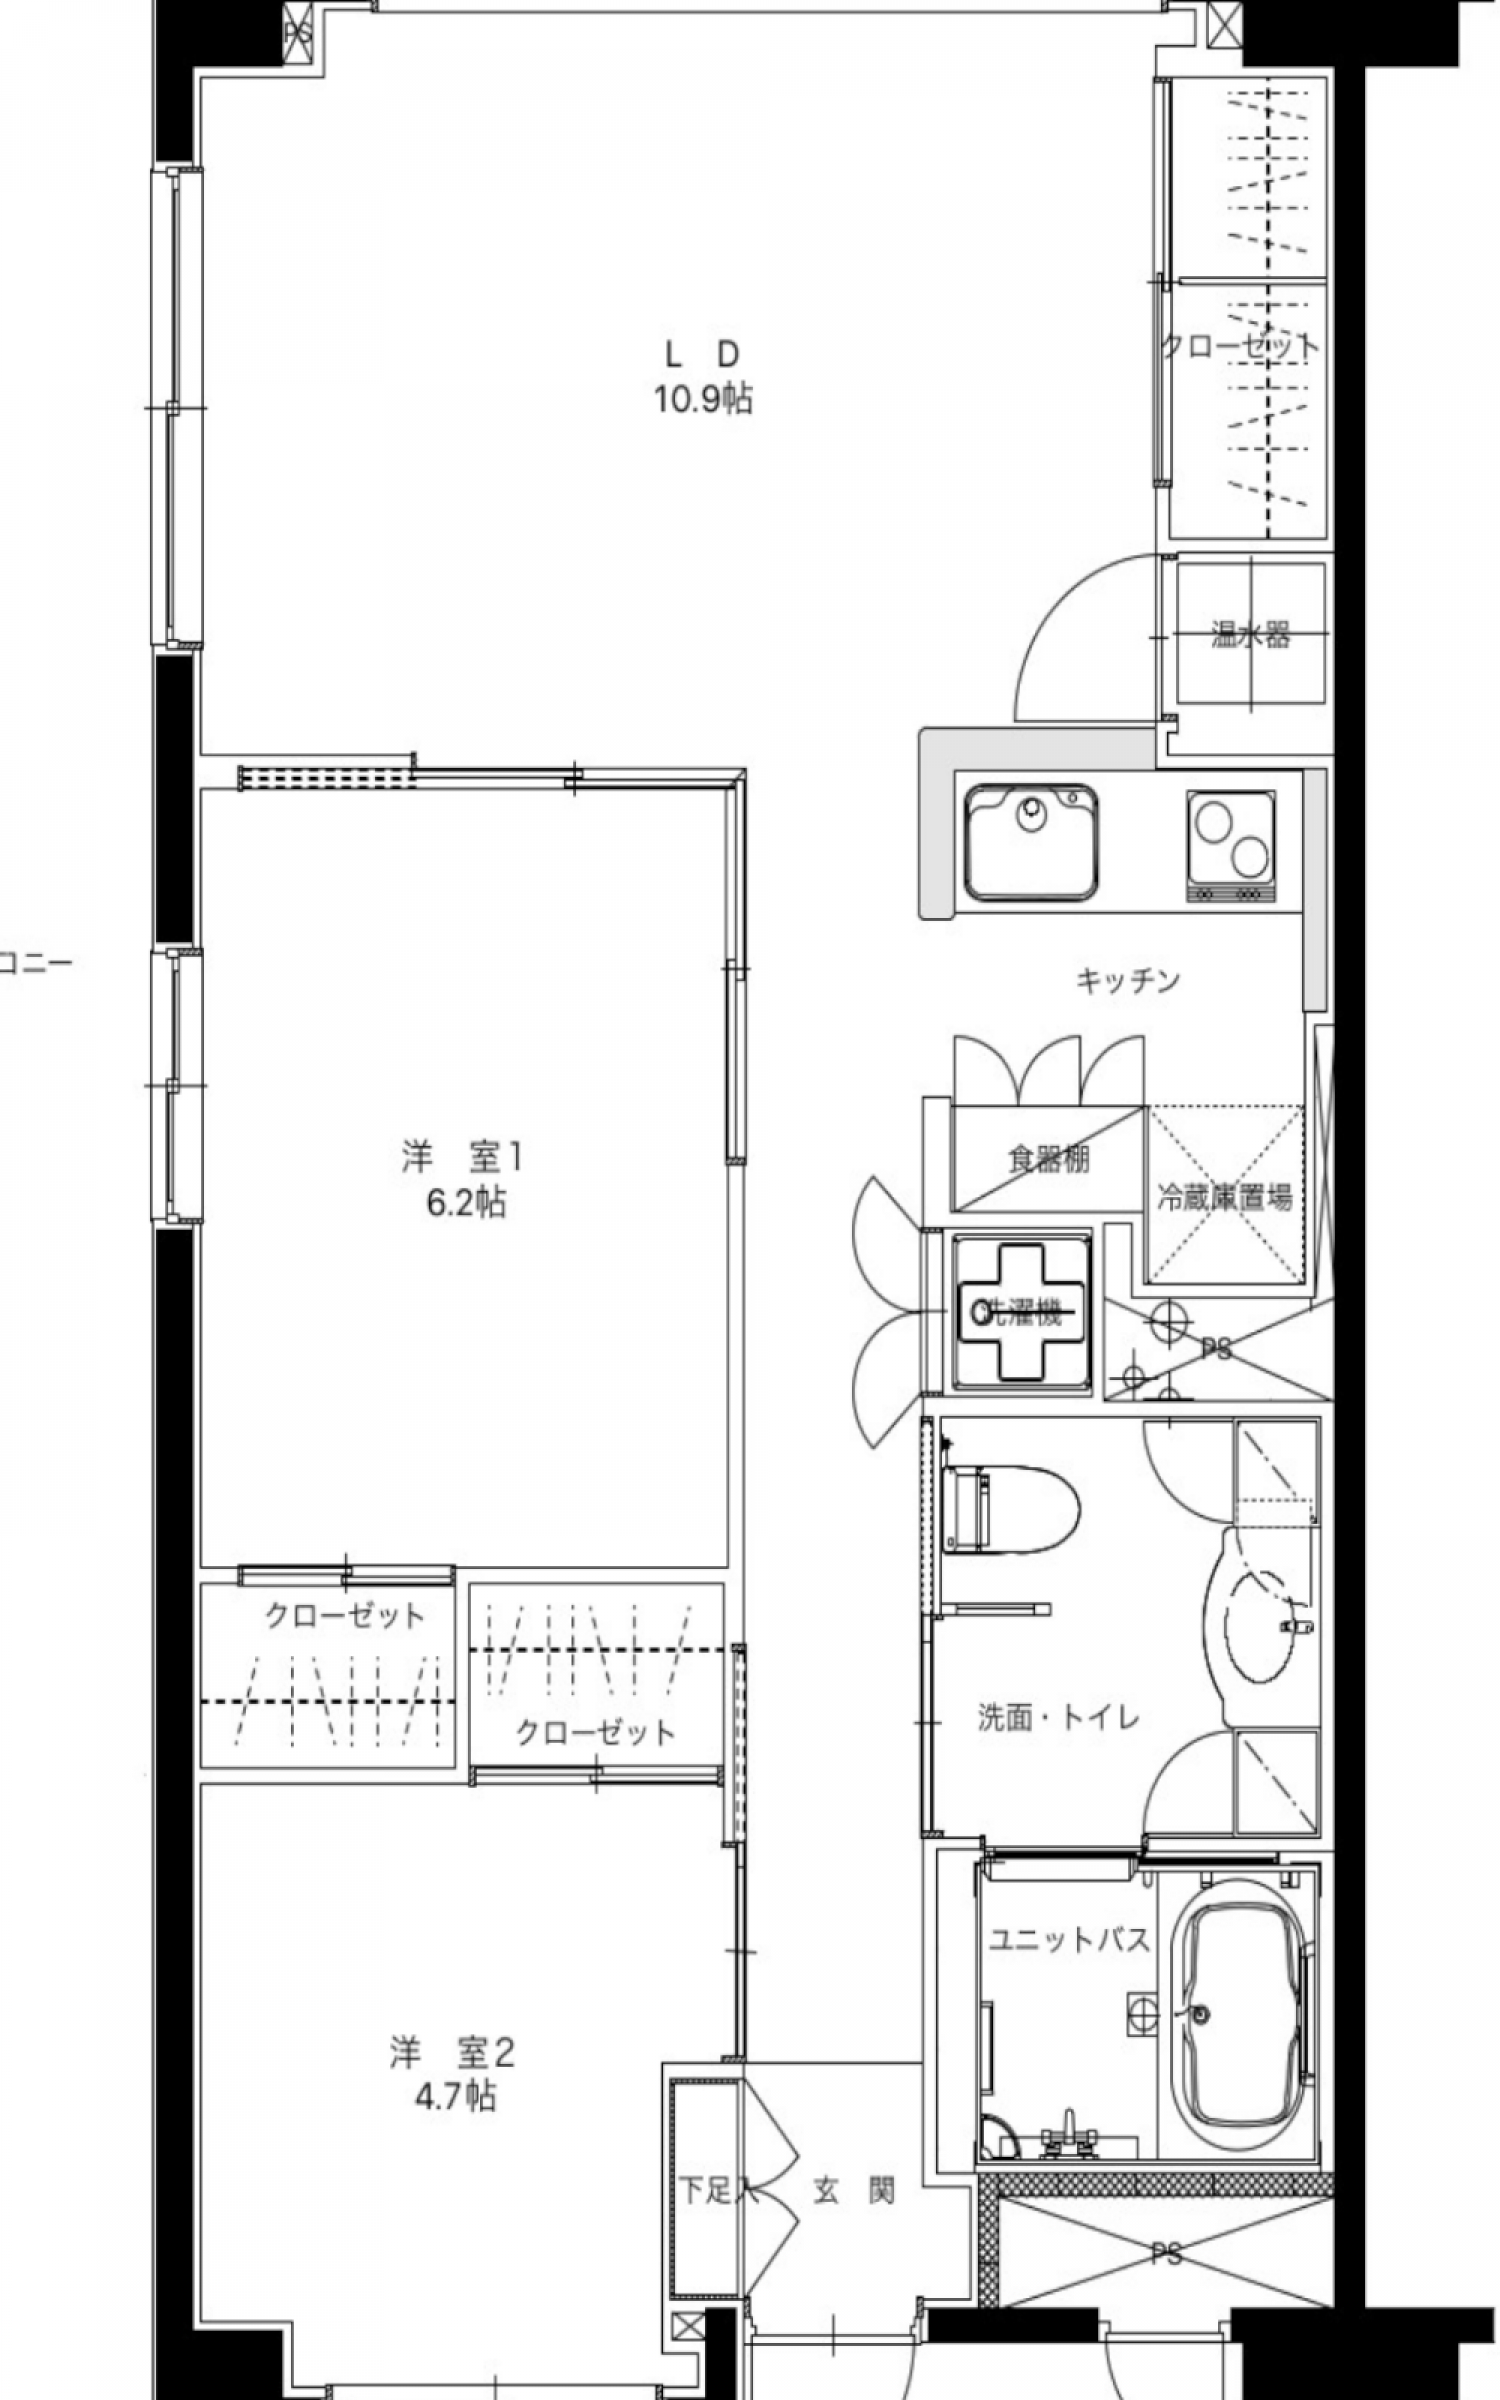 PS
L D
10.9帖
クローゼット
温水器
コニー
キッチン
洋 室1
6.2帖
食器棚
冷蔵庫置場
洗濯機
PS
クローゼット
クローゼット
洗面・トイレ
ユニットバス
洋 室2
4.7帖
下足入
玄 関
PS